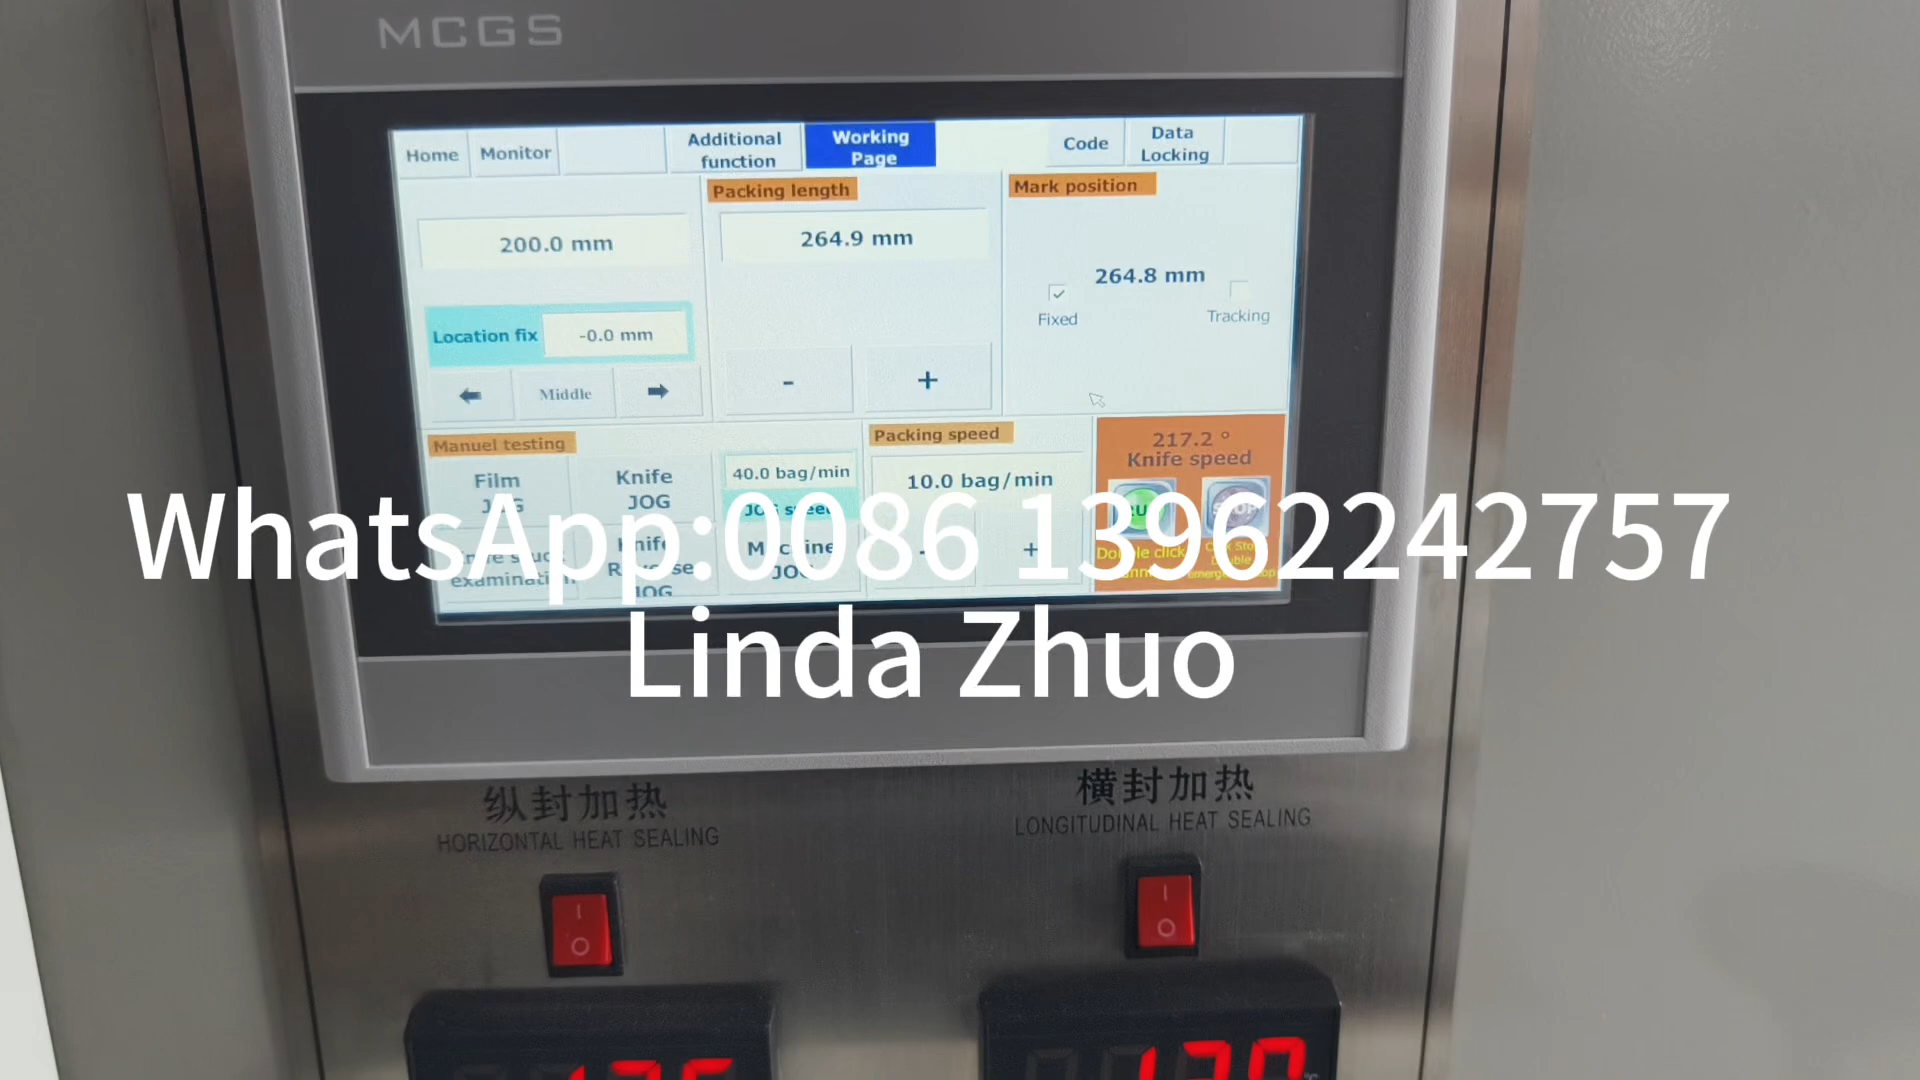 MCGS
Home Monitor Additional function Working Page Code Data Locking
Packing length
Mark position
200.0 mm
264.9 mm
264.8 mm
Fixed
Tracking
Location fix -0.0 mm
Middle
- +
Manuel testing
Packing speed
217.2 °
Knife speed
Film
Knife
JOG
40.0 bag/min
10.0 bag/min
WhatsApp:0086 13962242757
Linda Zhuo
纵封加热
HORIZONTAL HEAT SEALING
横封加热
LONGITUDINAL HEAT SEALING
I
O
I
O